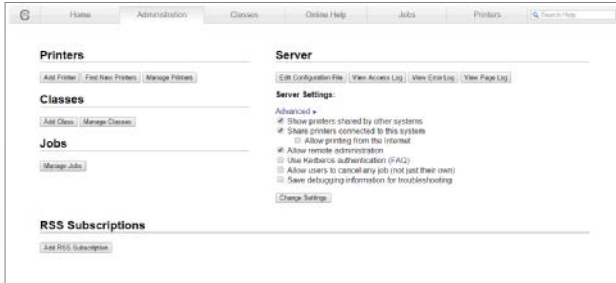 Home Administration Classes Online Help Jobs Printers Search Help
Printers
Add Printer Find New Printers Manage Printers
Classes
Add Class Manage Classes
Jobs
Manage Jobs
Server
Edit Configuration File View Access Log View Error Log View Page Log
Server Settings:
Advanced ▸
Show printers shared by other systems
Share printers connected to this system
Allow printing from the Internet
Allow remote administration
Use Kerberos authentication (FAQ)
Allow users to cancel any job (not just their own)
Save debugging information for troubleshooting
Change Settings
RSS Subscriptions
Add RSS Subscription